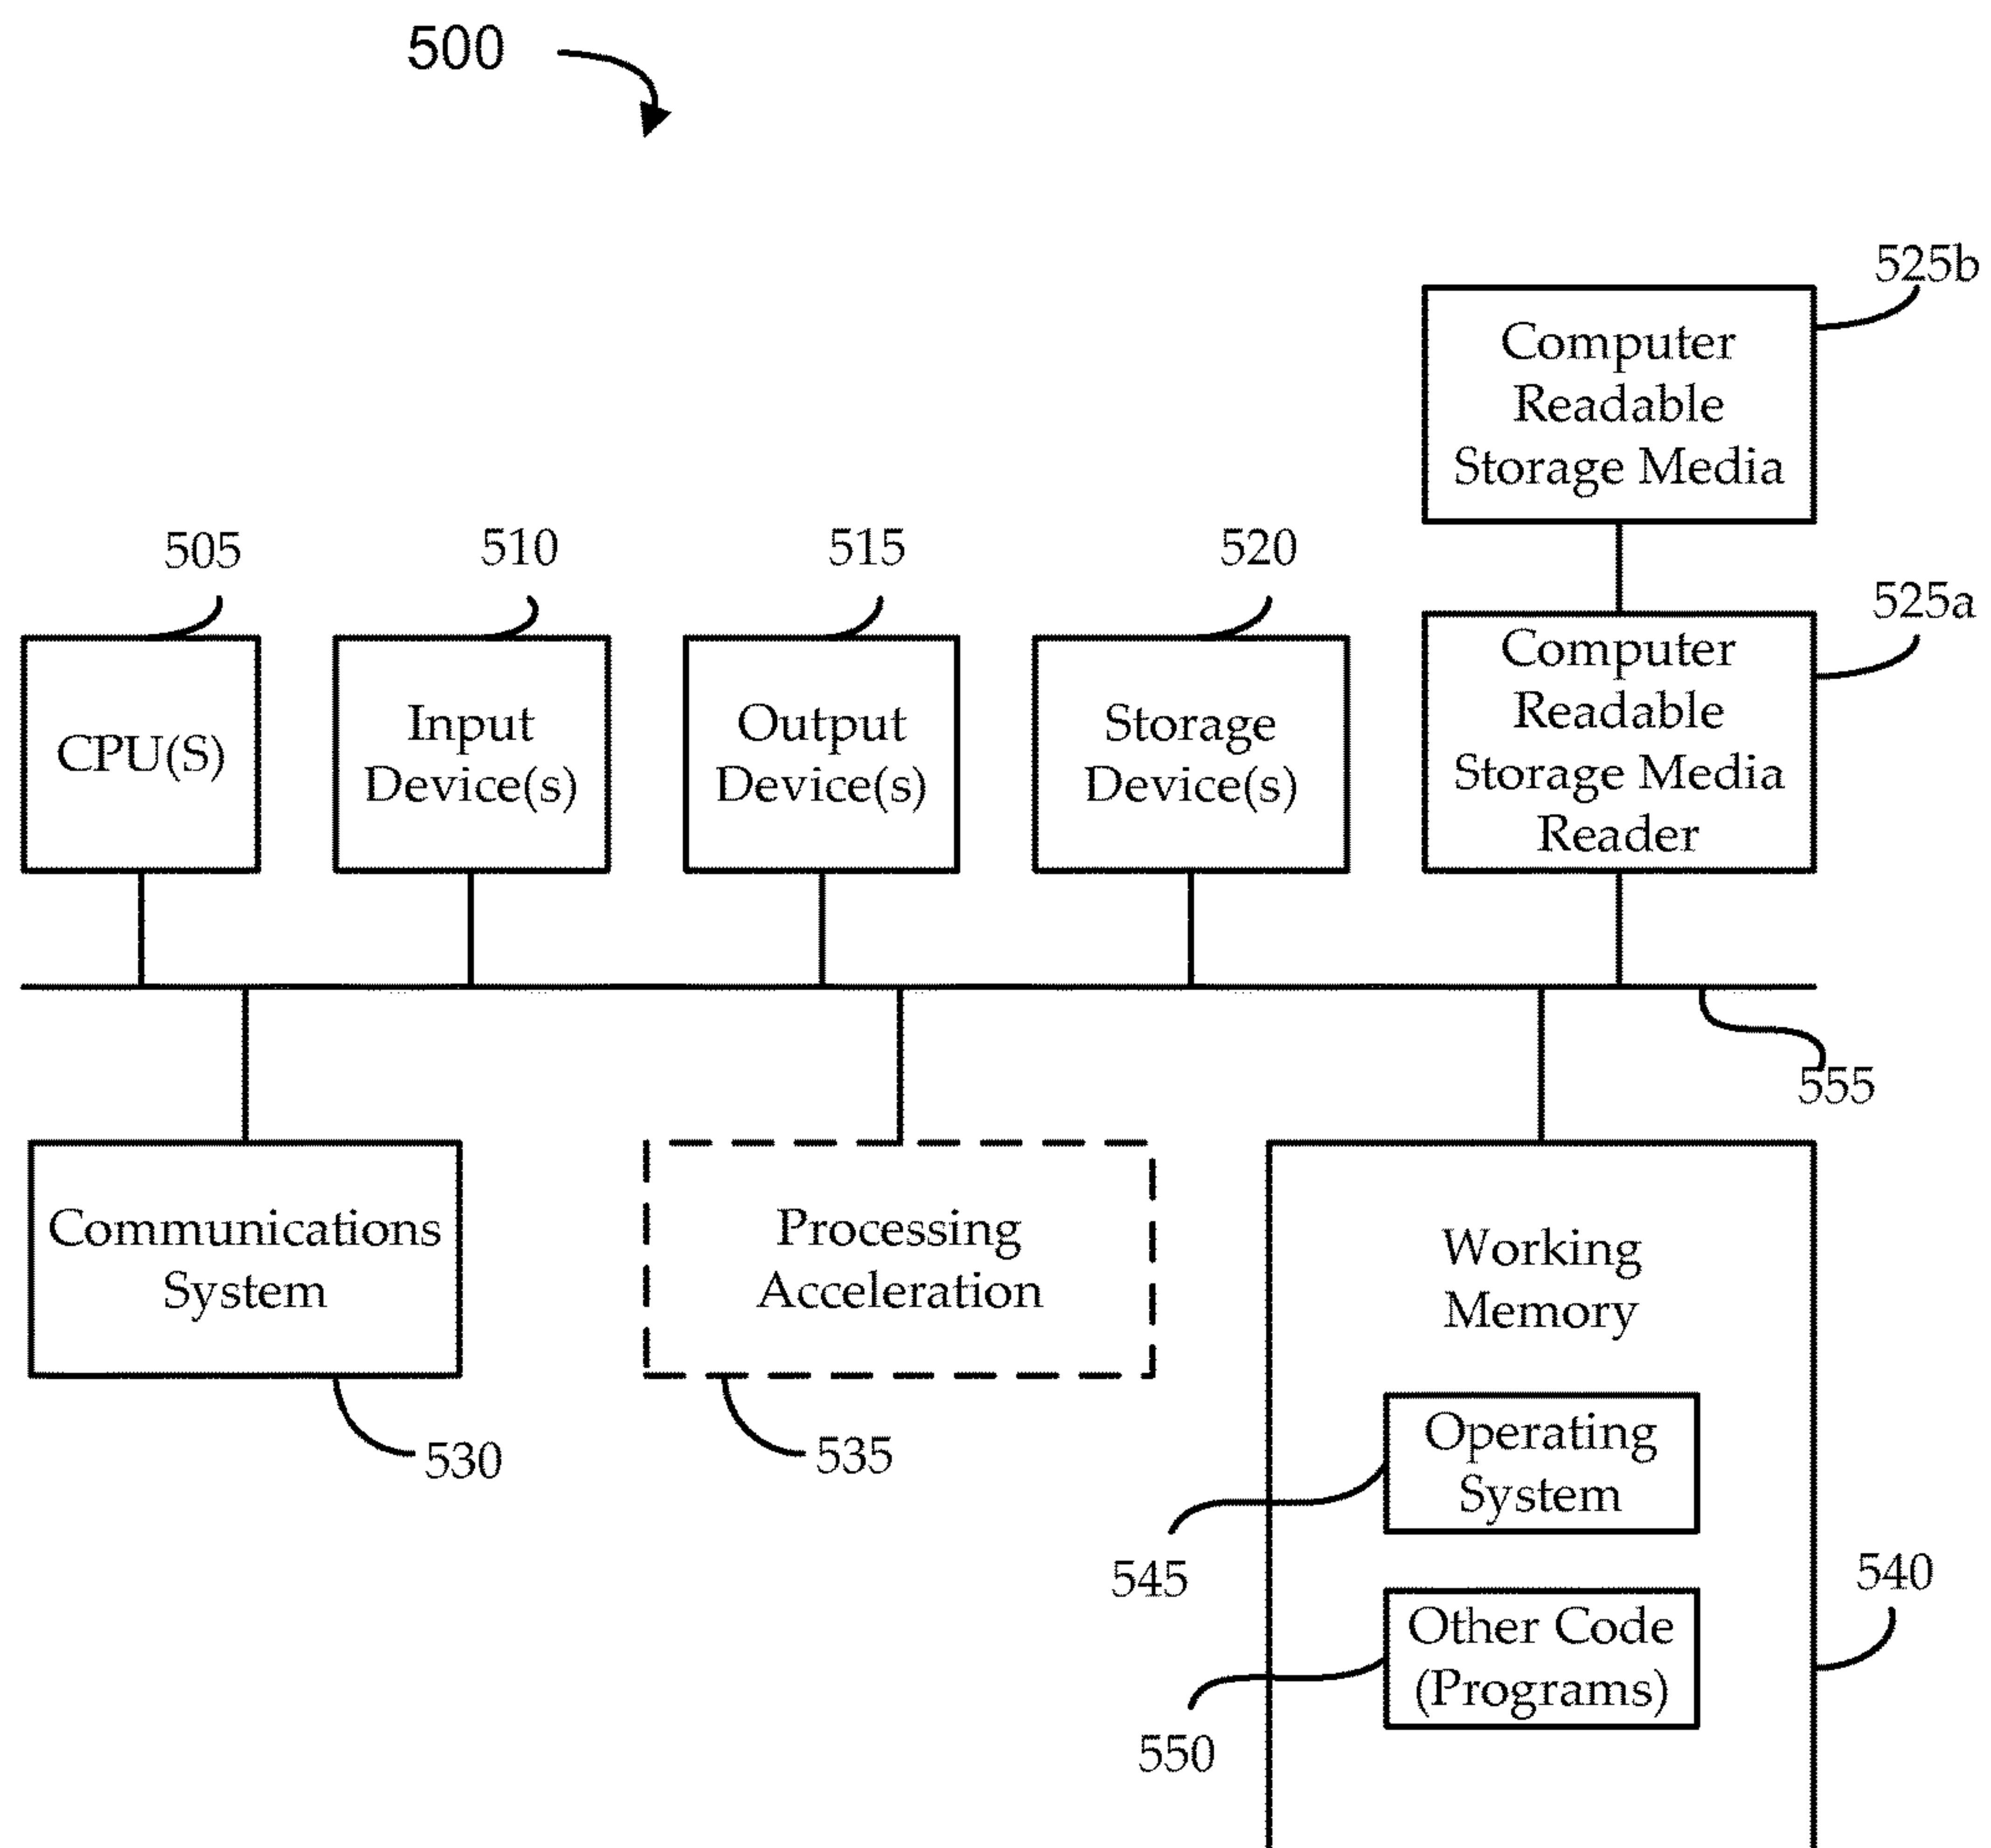 500
525b
Computer
Readable
Storage Media
505
510
515
520
525a
CPU(S)
Input
Device(s)
Output
Device(s)
Storage
Device(s)
Computer
Readable
Storage Media
Reader
555
Communications
System
Processing
Acceleration
Working
Memory
530
535
Operating
System
545
540
Other Code
(Programs)
550